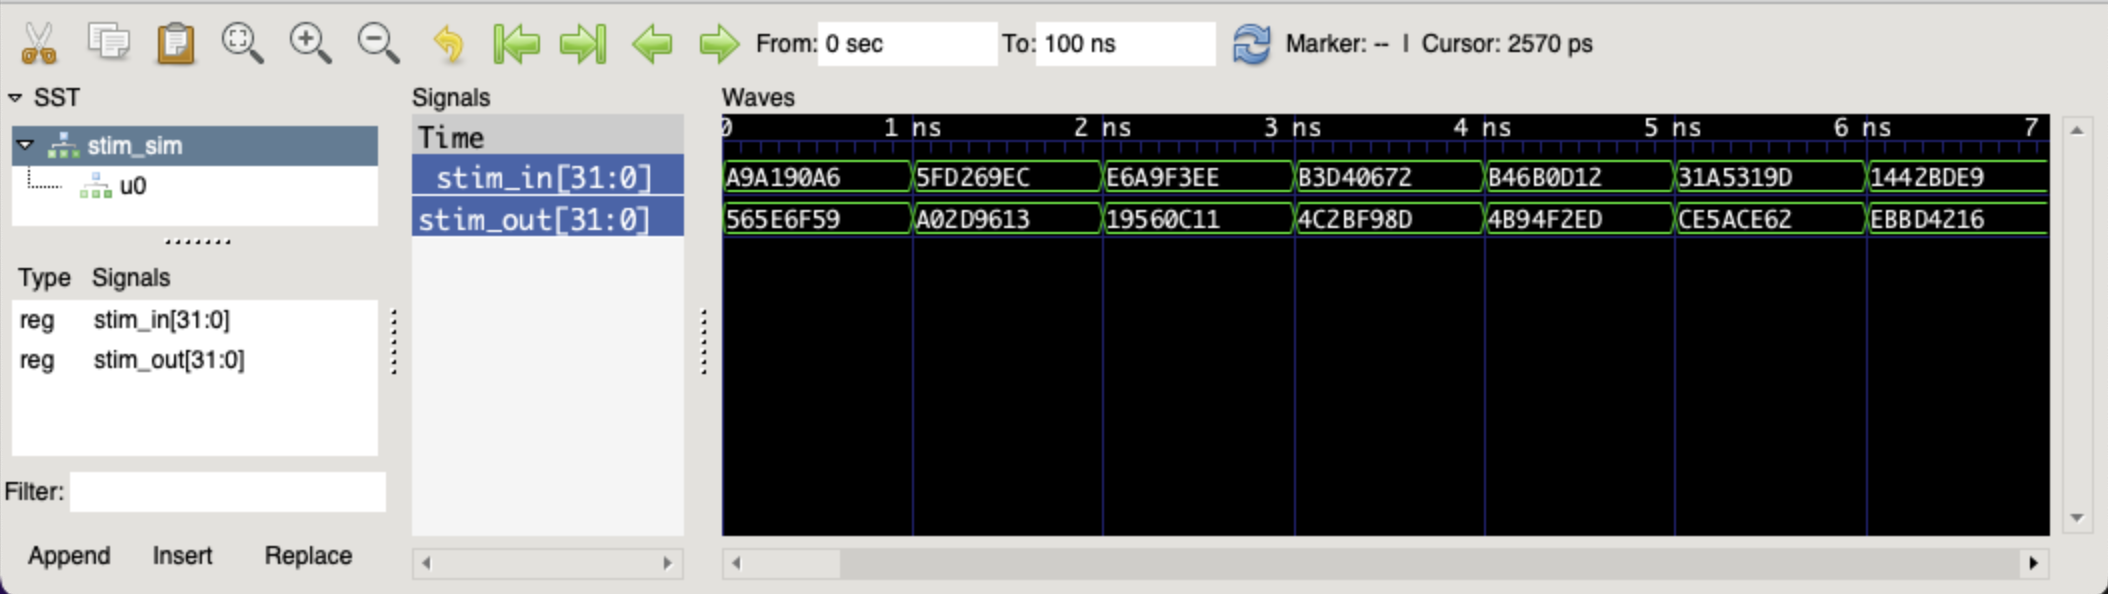 From: 0 sec To: 100 ns Marker: -- | Cursor: 2570 ps
SST
stim_sim
u0
Type Signals
reg stim_in[31:0]
reg stim_out[31:0]
Filter:
Append Insert Replace
Signals
Time
stim_in[31:0]
stim_out[31:0]
Waves
0 1 ns 2 ns 3 ns 4 ns 5 ns 6 ns 7
A9A190A6 5FD269EC E6A9F3EE B3D40672 B46B0D12 31A5319D 1442BDE9
565E6F59 A02D9613 19560C11 4C2BF98D 4B94F2ED CE5ACE62 EBBD4216